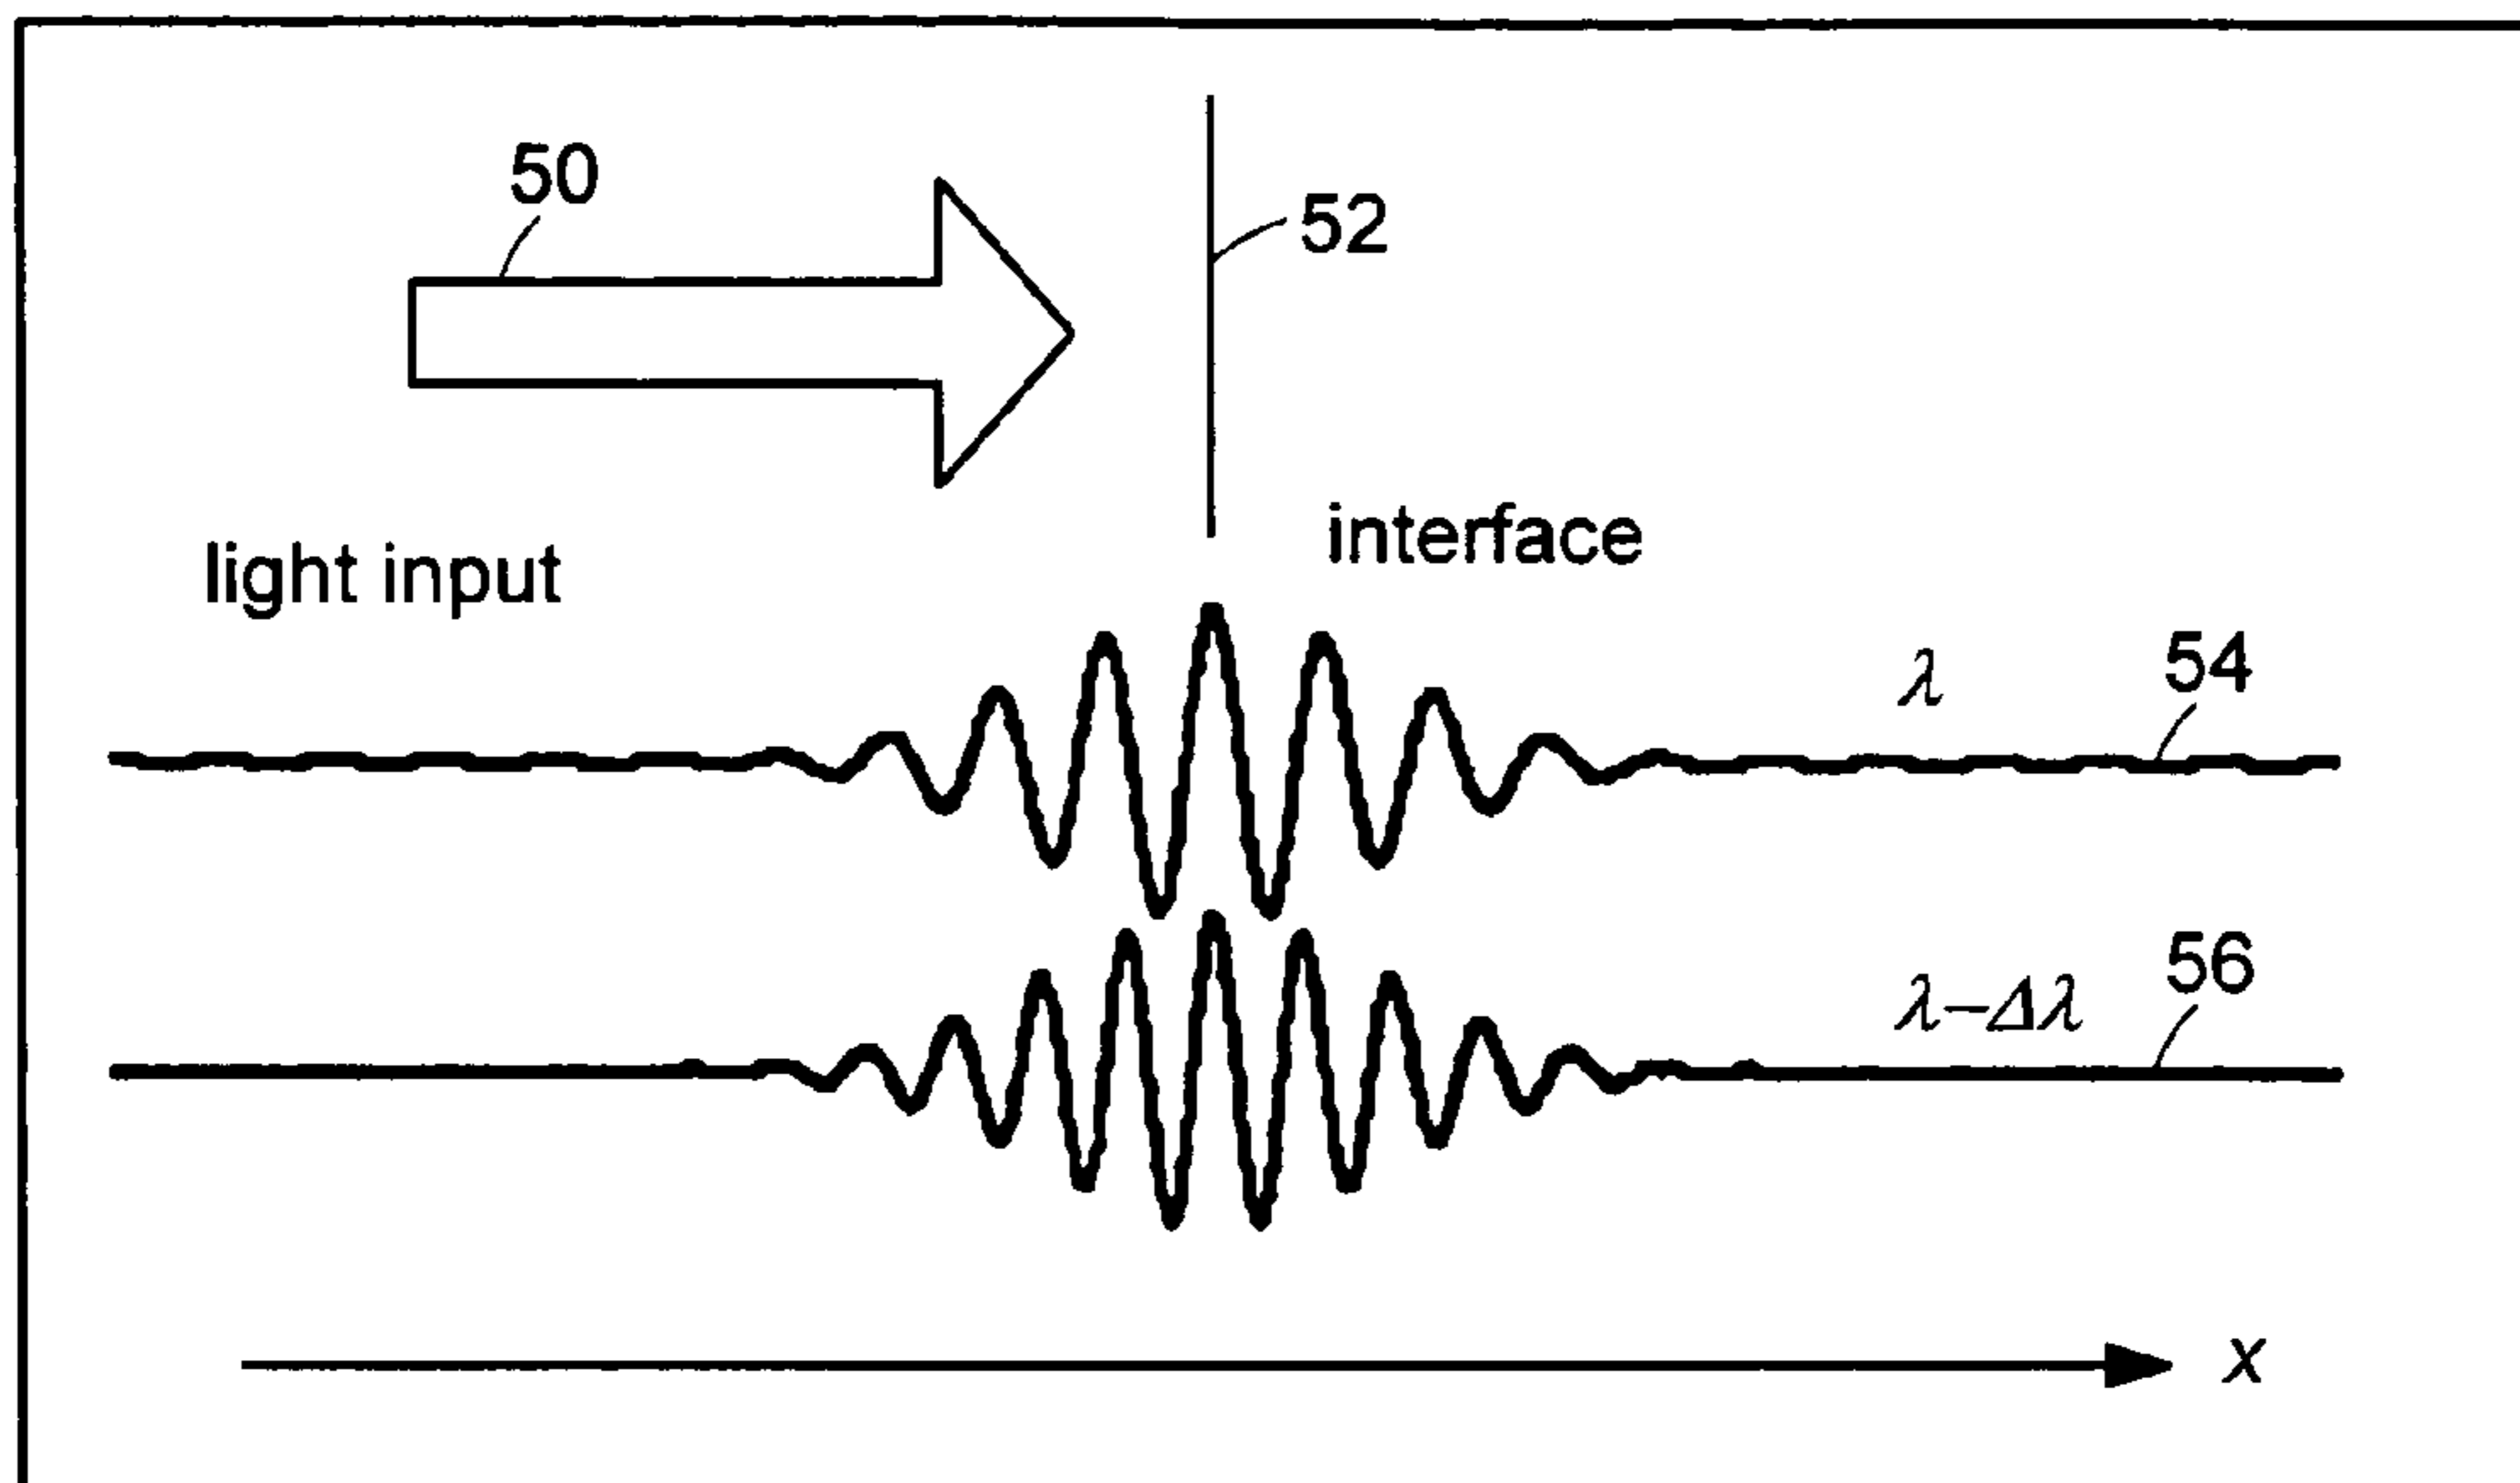 50
52
interface
light input
λ
54
λ-Δλ
56
x